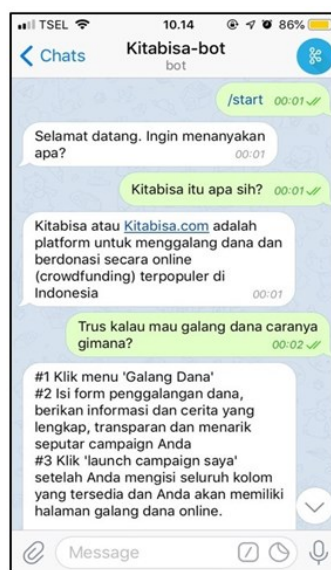 TSEL 10.14 86%
Chats Kitabisa-bot
bot
/start 00:01
Selamat datang. Ingin menanyakan
apa? 00:01
Kitabisa itu apa sih? 00:01
Kitabisa atau Kitabisa.com adalah
platform untuk menggalang dana dan
berdonasi secara online
(crowdfunding) terpopuler di
Indonesia 00:01
Trus kalau mau galang dana caranya
gimana? 00:02
#1 Klik menu 'Galang Dana'
#2 Isi form penggalangan dana,
berikan informasi dan cerita yang
lengkap, transparan dan menarik
seputar campaign Anda
#3 Klik 'launch campaign saya'
setelah Anda mengisi seluruh kolom
yang tersedia dan Anda akan memiliki
halaman galang dana online.
Message